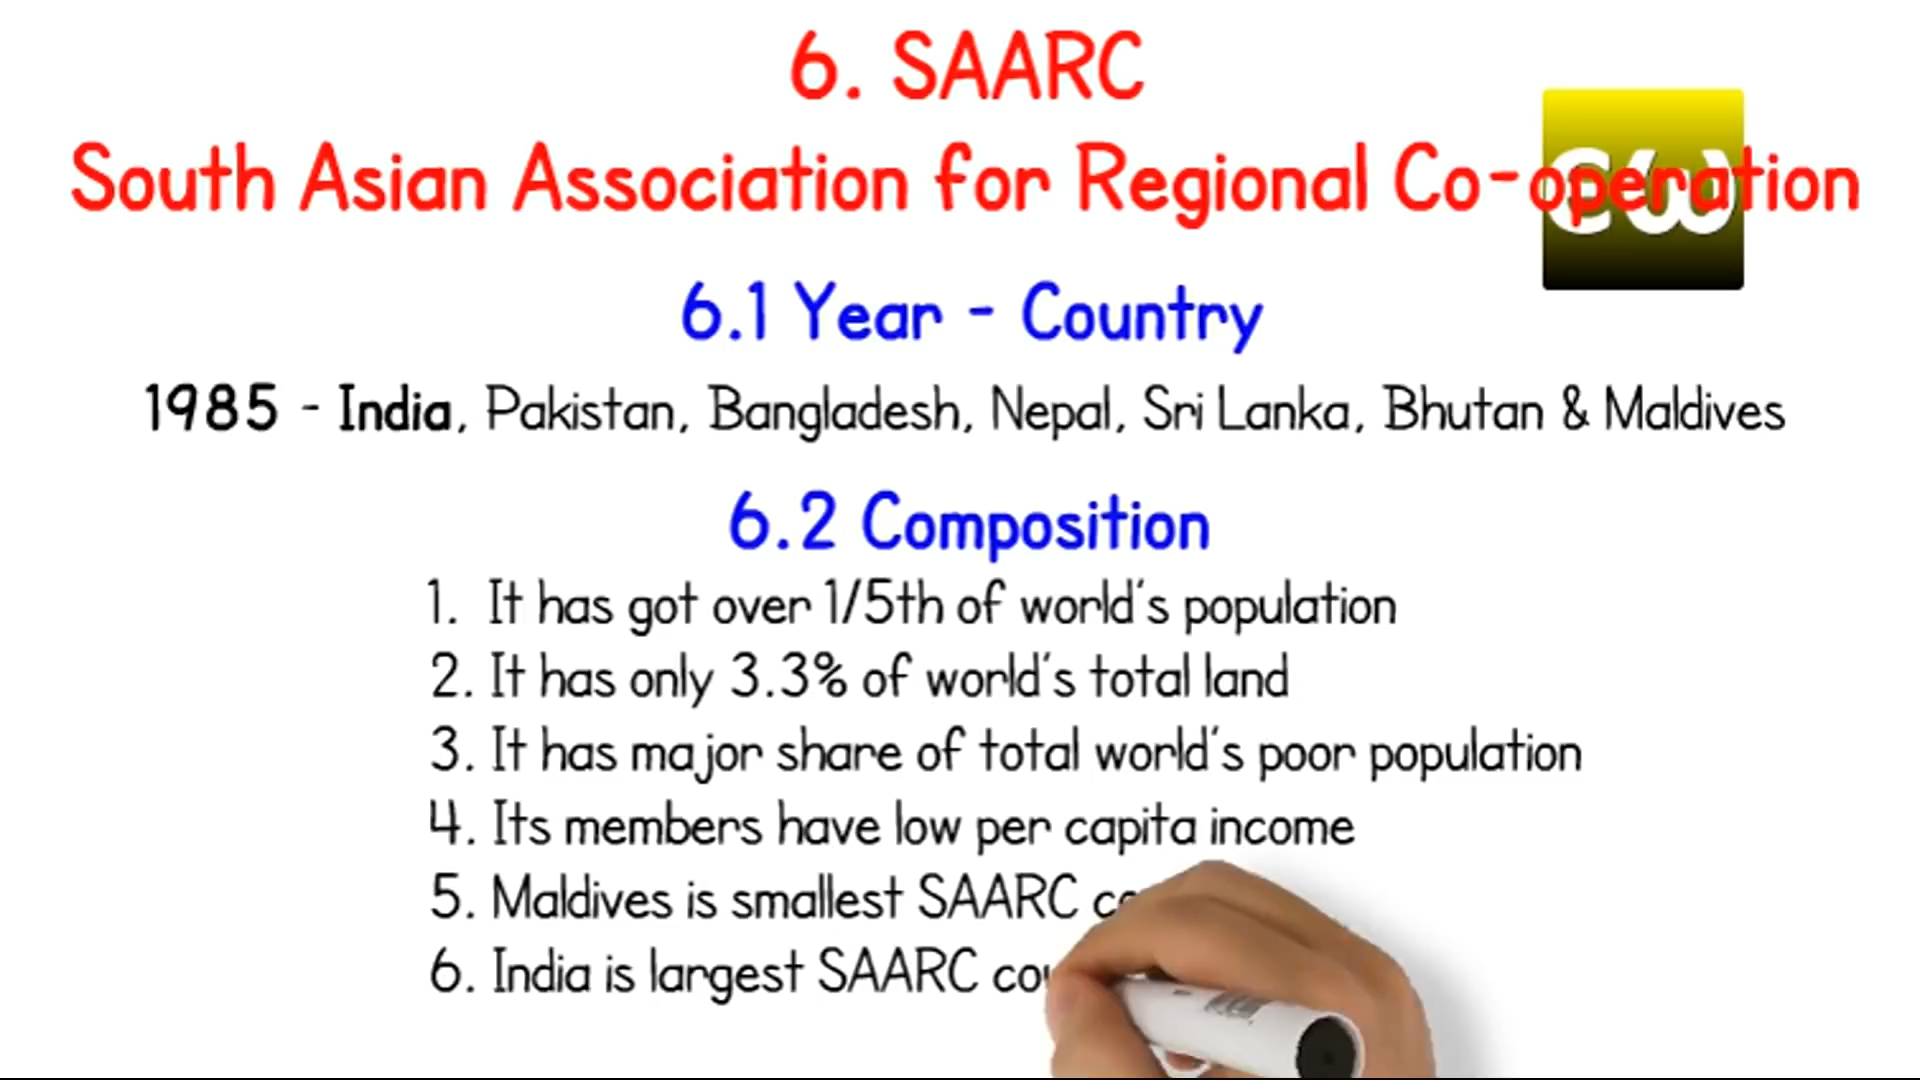 6. SAARC
South Asian Association for Regional Co-operation
cω
6.1 Year - Country
1985 - India, Pakistan, Bangladesh, Nepal, Sri Lanka, Bhutan & Maldives
6.2 Composition
1. It has got over 1/5th of world's population
2. It has only 3.3% of world's total land
3. It has major share of total world's poor population
4. Its members have low per capita income
5. Maldives is smallest SAARC
6. India is largest SAARC